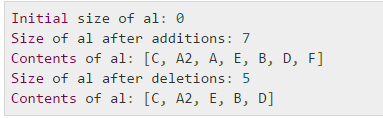 Initial size of al: 0
Size of al after additions: 7
Contents of al: [C, A2, A, E, B, D, F]
Size of al after deletions: 5
Contents of al: [C, A2, E, B, D]